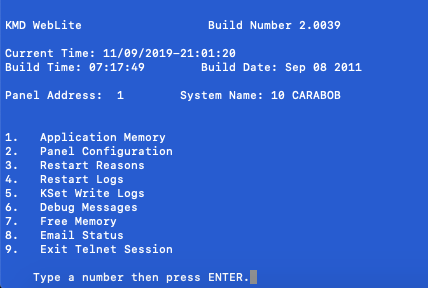 KMD WebLite Build Number 2.0039
Current Time: 11/09/2019-21:01:20
Build Time: 07:17:49 Build Date: Sep 08 2011
Panel Address: 1 System Name: 10 CARABOB
1. Application Memory
2. Panel Configuration
3. Restart Reasons
4. Restart Logs
5. KSet Write Logs
6. Debug Messages
7. Free Memory
8. Email Status
9. Exit Telnet Session
Type a number then press ENTER.